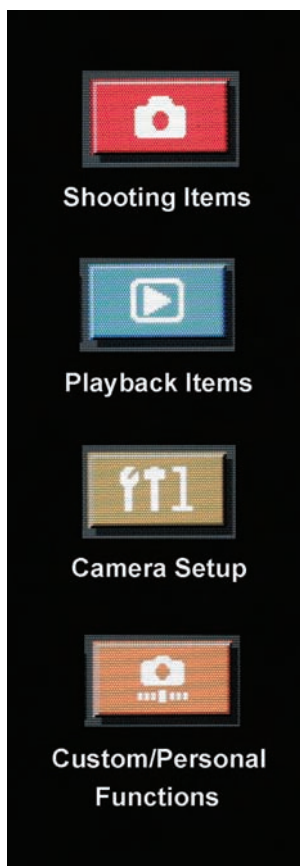 Shooting Items
Playback Items
Camera Setup
Custom/Personal
Functions